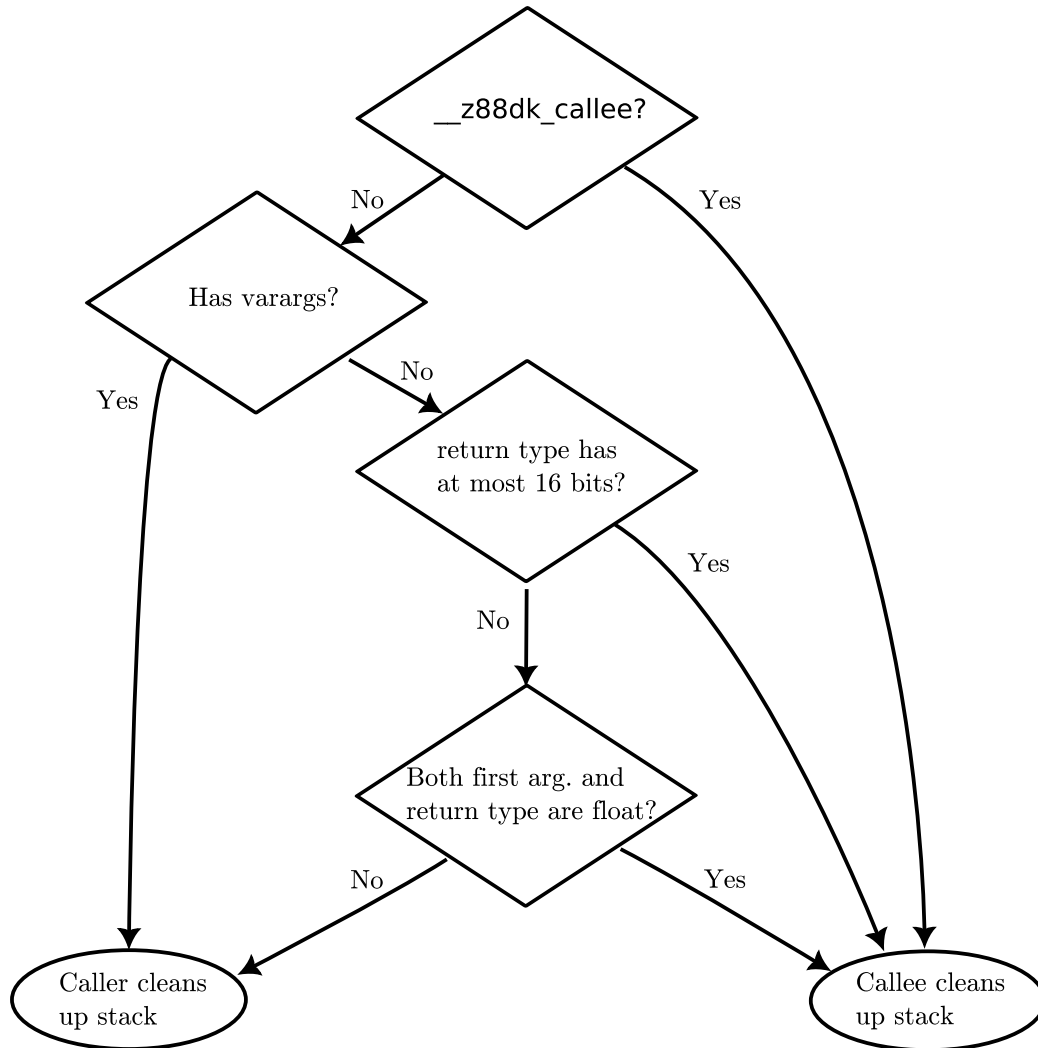 __z88dk_callee?
No
Yes
Has varargs?
Yes
No
return type has
at most 16 bits?
Yes
No
Both first arg. and
return type are float?
No
Yes
Caller cleans
up stack
Callee cleans
up stack